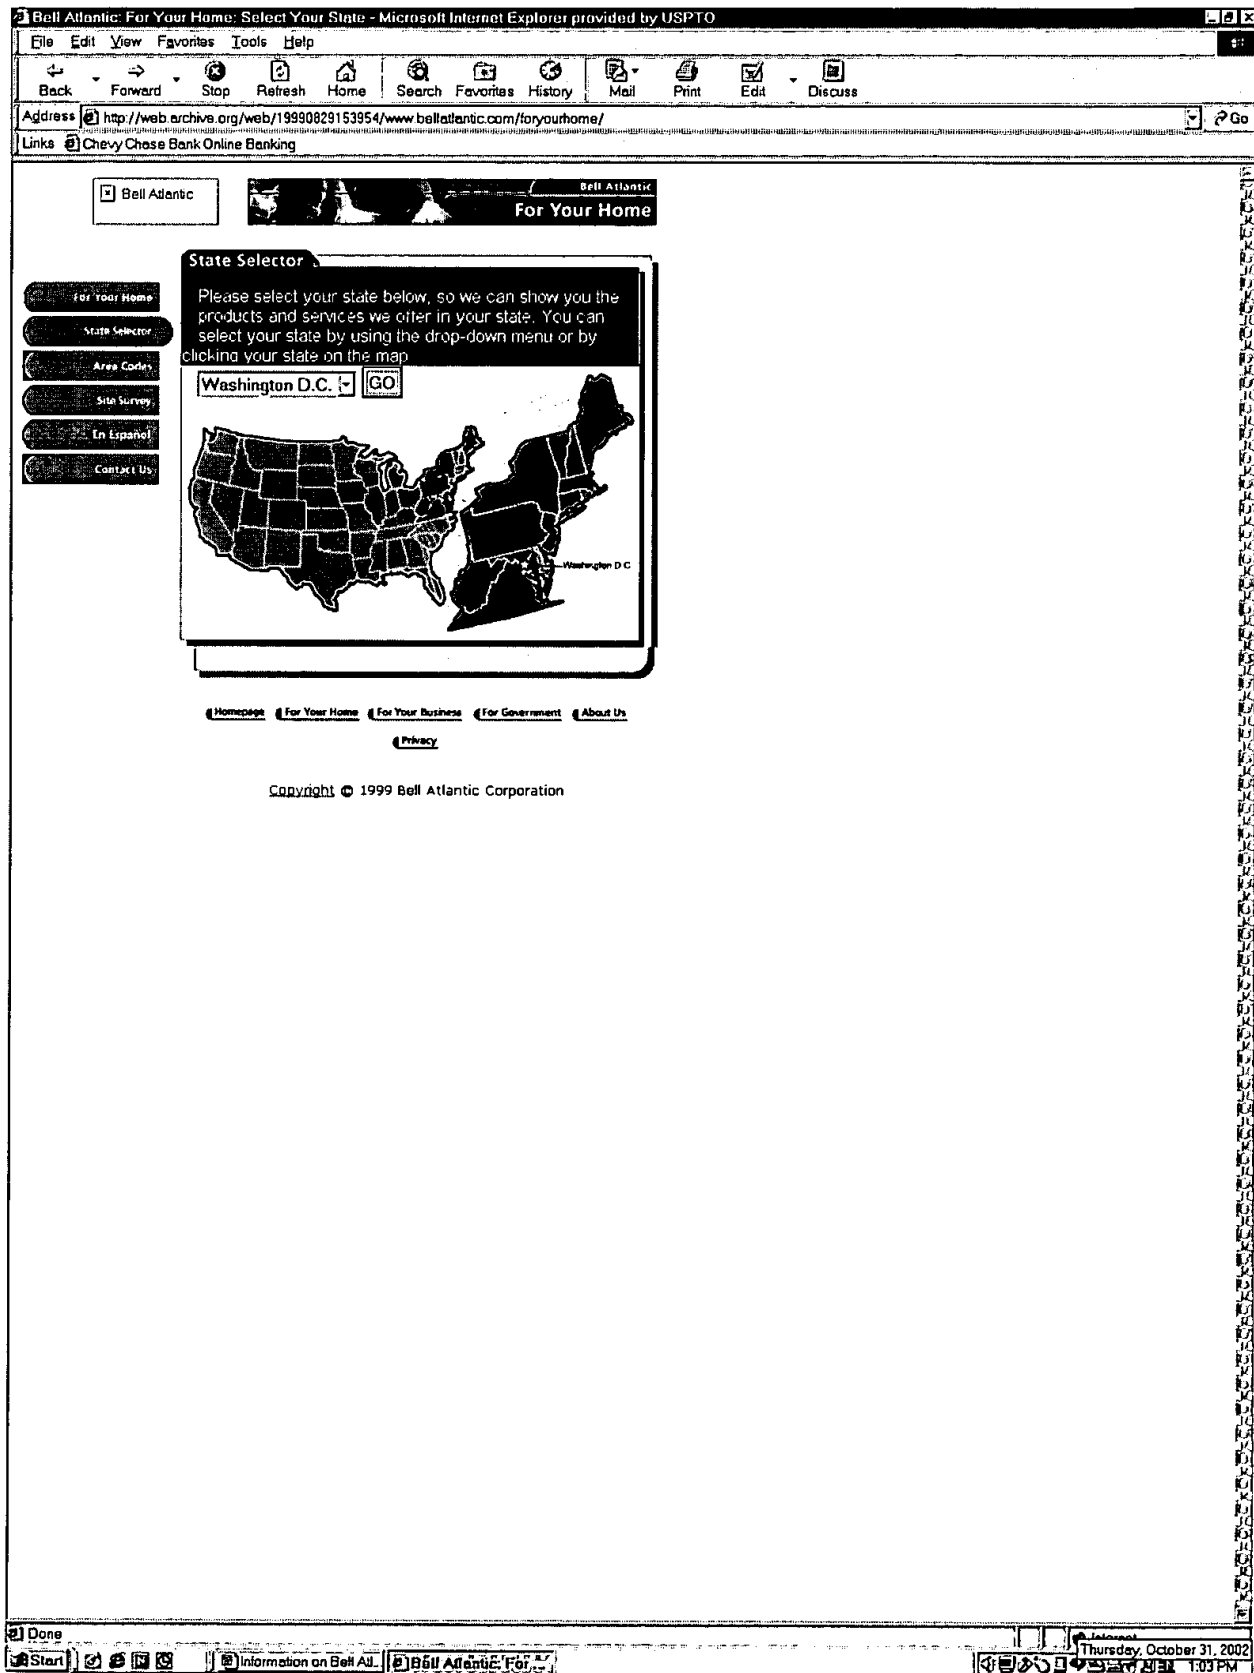 Bell Atlantic: For Your Home: Select Your State - Microsoft Internet Explorer provided by USPTO
File Edit View Favorites Tools Help
Back Forward Stop Refresh Home Search Favorites History Mail Print Edit Discuss
Address http://web.archive.org/web/19990829153954/www.bellatlantic.com/foryourhome/ Go
Links Chevy Chase Bank Online Banking
Bell Atlantic
Bell Atlantic
For Your Home
State Selector
Please select your state below, so we can show you the
products and services we offer in your state. You can
select your state by using the drop-down menu or by
clicking your state on the map
For Your Home
State Selector
Area Codes
Site Survey
En Español
Contact Us
Washington D.C. GO
Washington D.C
Homepage For Your Home For Your Business For Government About Us
Privacy
Copyright © 1999 Bell Atlantic Corporation
Done
Internet
Start Information on Bell Atl... Bell Atlantic: For ...
Thursday, October 31, 2002
1:03 PM